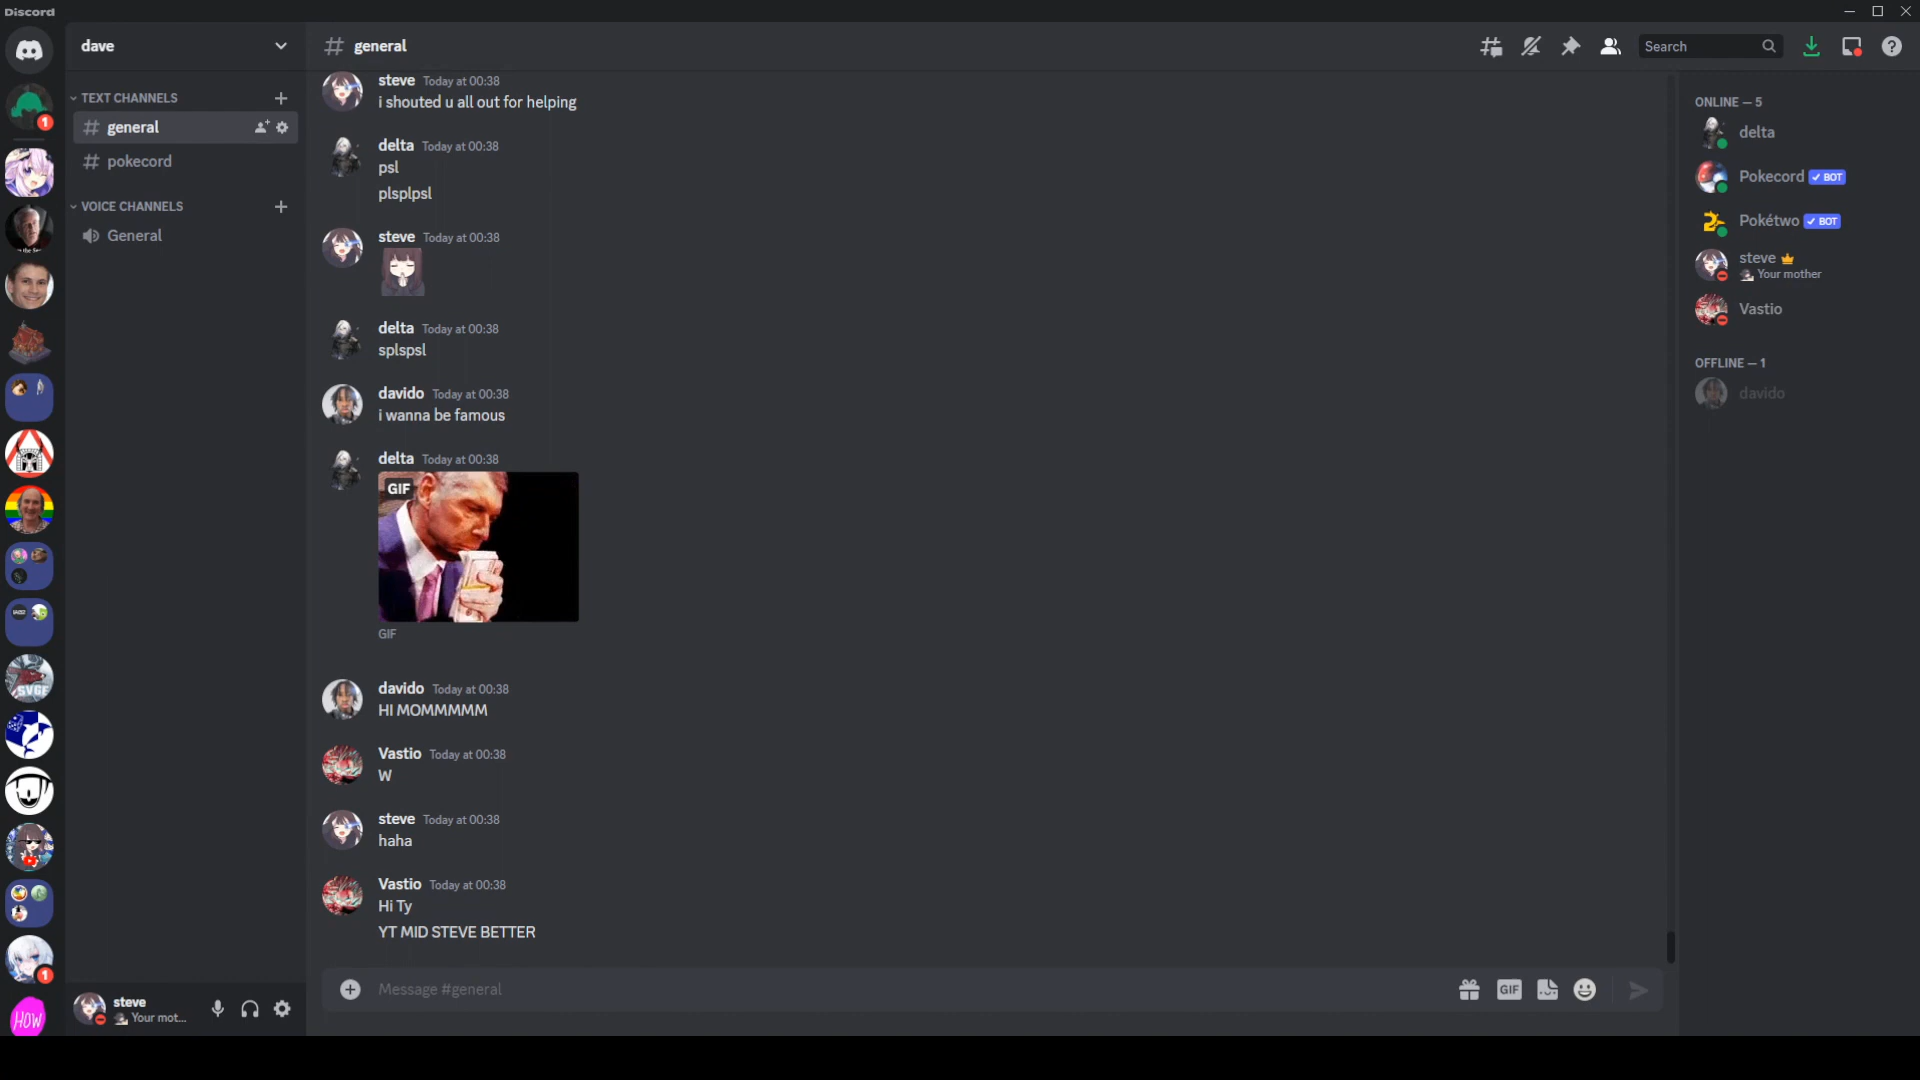 Discord
dave
general
Search
TEXT CHANNELS
general
pokecord
VOICE CHANNELS
General
steve Today at 00:38
i shouted u all out for helping
delta Today at 00:38
psl
plsplpsl
steve Today at 00:38
delta Today at 00:38
splspsl
davido Today at 00:38
i wanna be famous
delta Today at 00:38
GIF
GIF
davido Today at 00:38
HI MOMMMMM
Vastio Today at 00:38
W
steve Today at 00:38
haha
Vastio Today at 00:38
Hi Ty
YT MID STEVE BETTER
Message #general
GIF
ONLINE — 5
delta
Pokecord BOT
Pokétwo BOT
steve
Your mother
Vastio
OFFLINE — 1
davido
1
SVGE
1
HOW
steve
Your mot...